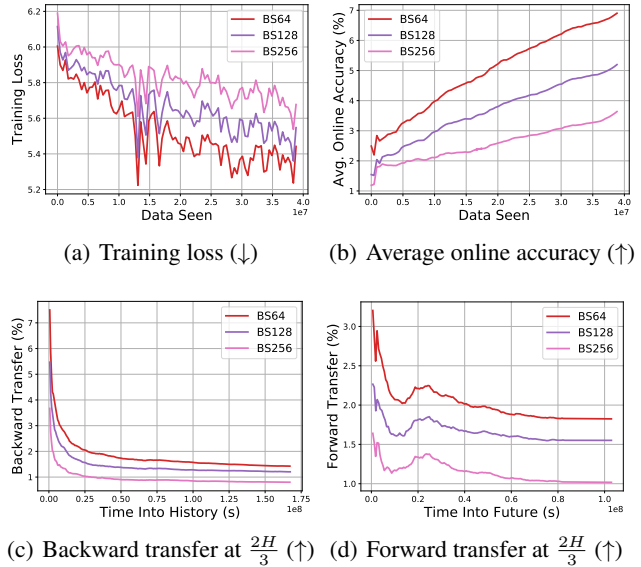 6.2
6.0
5.8
5.6
5.4
5.2
Training Loss
BS64
BS128
BS256
0.0 0.5 1.0 1.5 2.0 2.5 3.0 3.5 4.0
1e7
Data Seen
(a) Training loss (↓)
7
6
5
4
3
2
1
Avg. Online Accuracy (%)
BS64
BS128
BS256
0.0 0.5 1.0 1.5 2.0 2.5 3.0 3.5 4.0
1e7
Data Seen
(b) Average online accuracy (↑)
7
6
5
4
3
2
1
Backward Transfer (%)
BS64
BS128
BS256
0.0 0.25 0.50 0.75 1.00 1.25 1.50 1.75
1e8
Time Into History (s)
(c) Backward transfer at 2H/3 (↑)
3.0
2.5
2.0
1.5
1.0
Forward Transfer (%)
BS64
BS128
BS256
0.0 0.2 0.4 0.6 0.8 1.0
1e8
Time Into Future (s)
(d) Forward transfer at 2H/3 (↑)